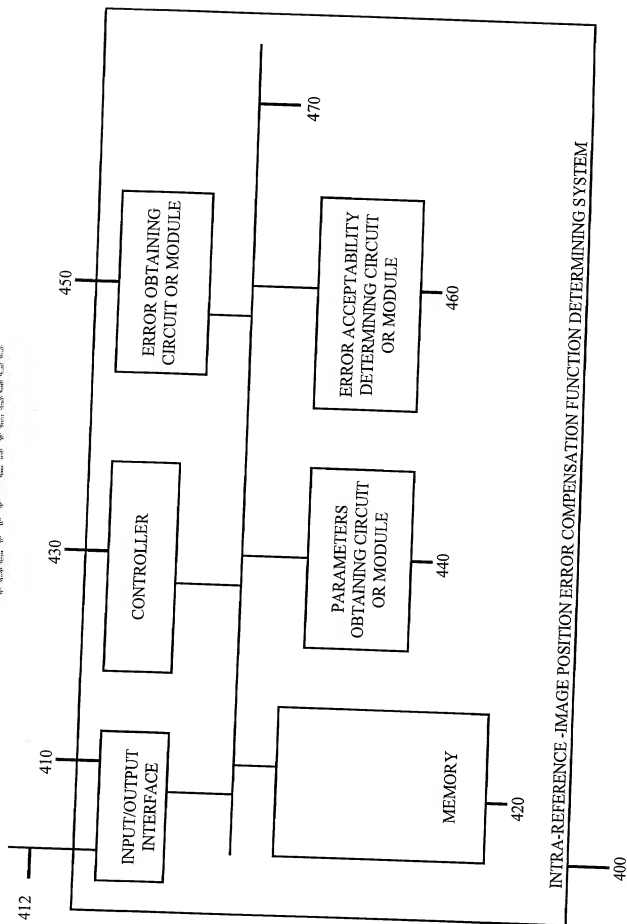 412
410
INPUT/OUTPUT
INTERFACE
430
CONTROLLER
450
ERROR OBTAINING
CIRCUIT OR MODULE
470
MEMORY
420
PARAMETERS
OBTAINING CIRCUIT
OR MODULE
440
ERROR ACCEPTABILITY
DETERMINING CIRCUIT
OR MODULE
460
INTRA-REFERENCE -IMAGE POSITION ERROR COMPENSATION FUNCTION DETERMINING SYSTEM
400